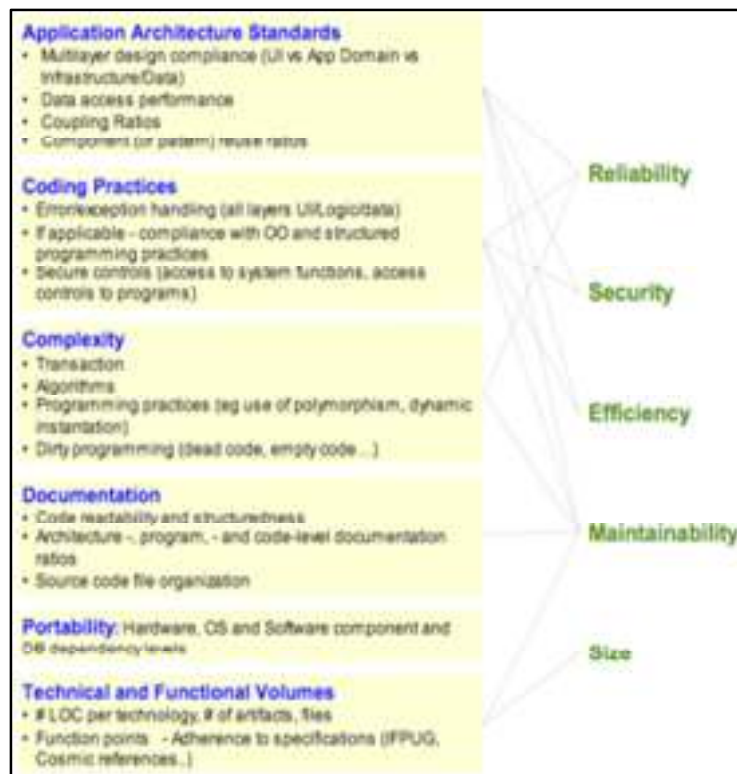 Application Architecture Standards
• Multilayer design compliance (UI vs App Domain vs
Infrastructure/Data)
• Data access performance
• Coupling Ratios
• Component (or pattern) reuse ratios
Coding Practices
• Error/exception handling (all layers UI/Logic/data)
• If applicable - compliance with OO and structured
programming practices
• Secure controls (access to system functions, access
controls to programs)
Complexity
• Transaction
• Algorithms
• Programming practices (eg use of polymorphism, dynamic
instantation)
• Dirty programming (dead code, empty code ...)
Documentation
• Code readability and structuredness
• Architecture -, program, - and code-level documentation
ratios
• Source code file organization
Portability: Hardware, OS and Software component and
DB dependency levels
Technical and Functional Volumes
• # LOC per technology, # of artifacts, files
• Function points - Adherence to specifications (IFPUG,
Cosmic references..)
Reliability
Security
Efficiency
Maintainability
Size